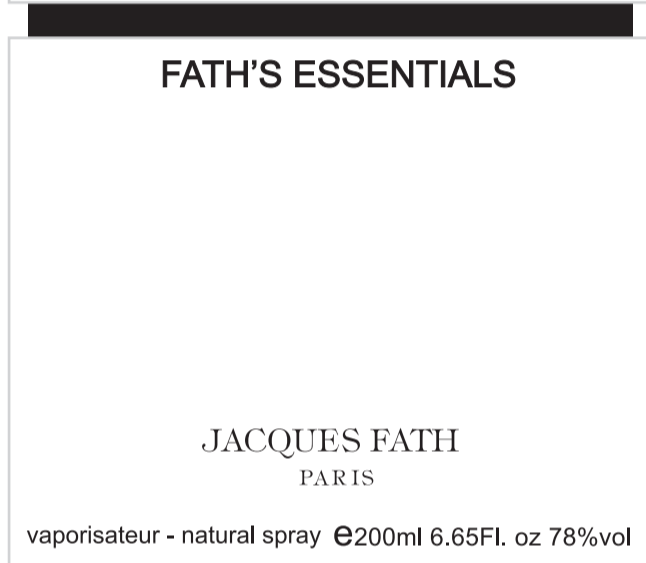 FATH'S ESSENTIALS
JACQUES FATH
PARIS
vaporisateur - natural spray ℮200ml 6.65Fl. oz 78%vol